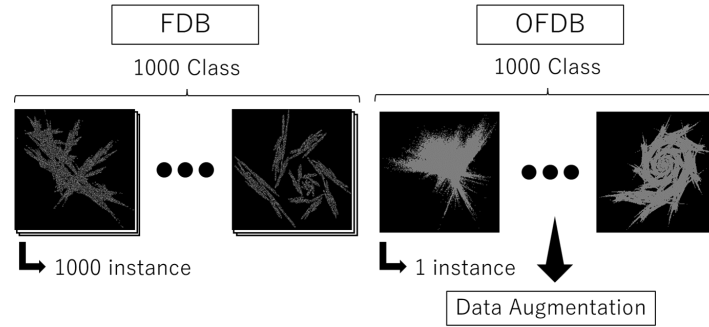 FDB
1000 Class
1000 instance
OFDB
1000 Class
1 instance
Data Augmentation